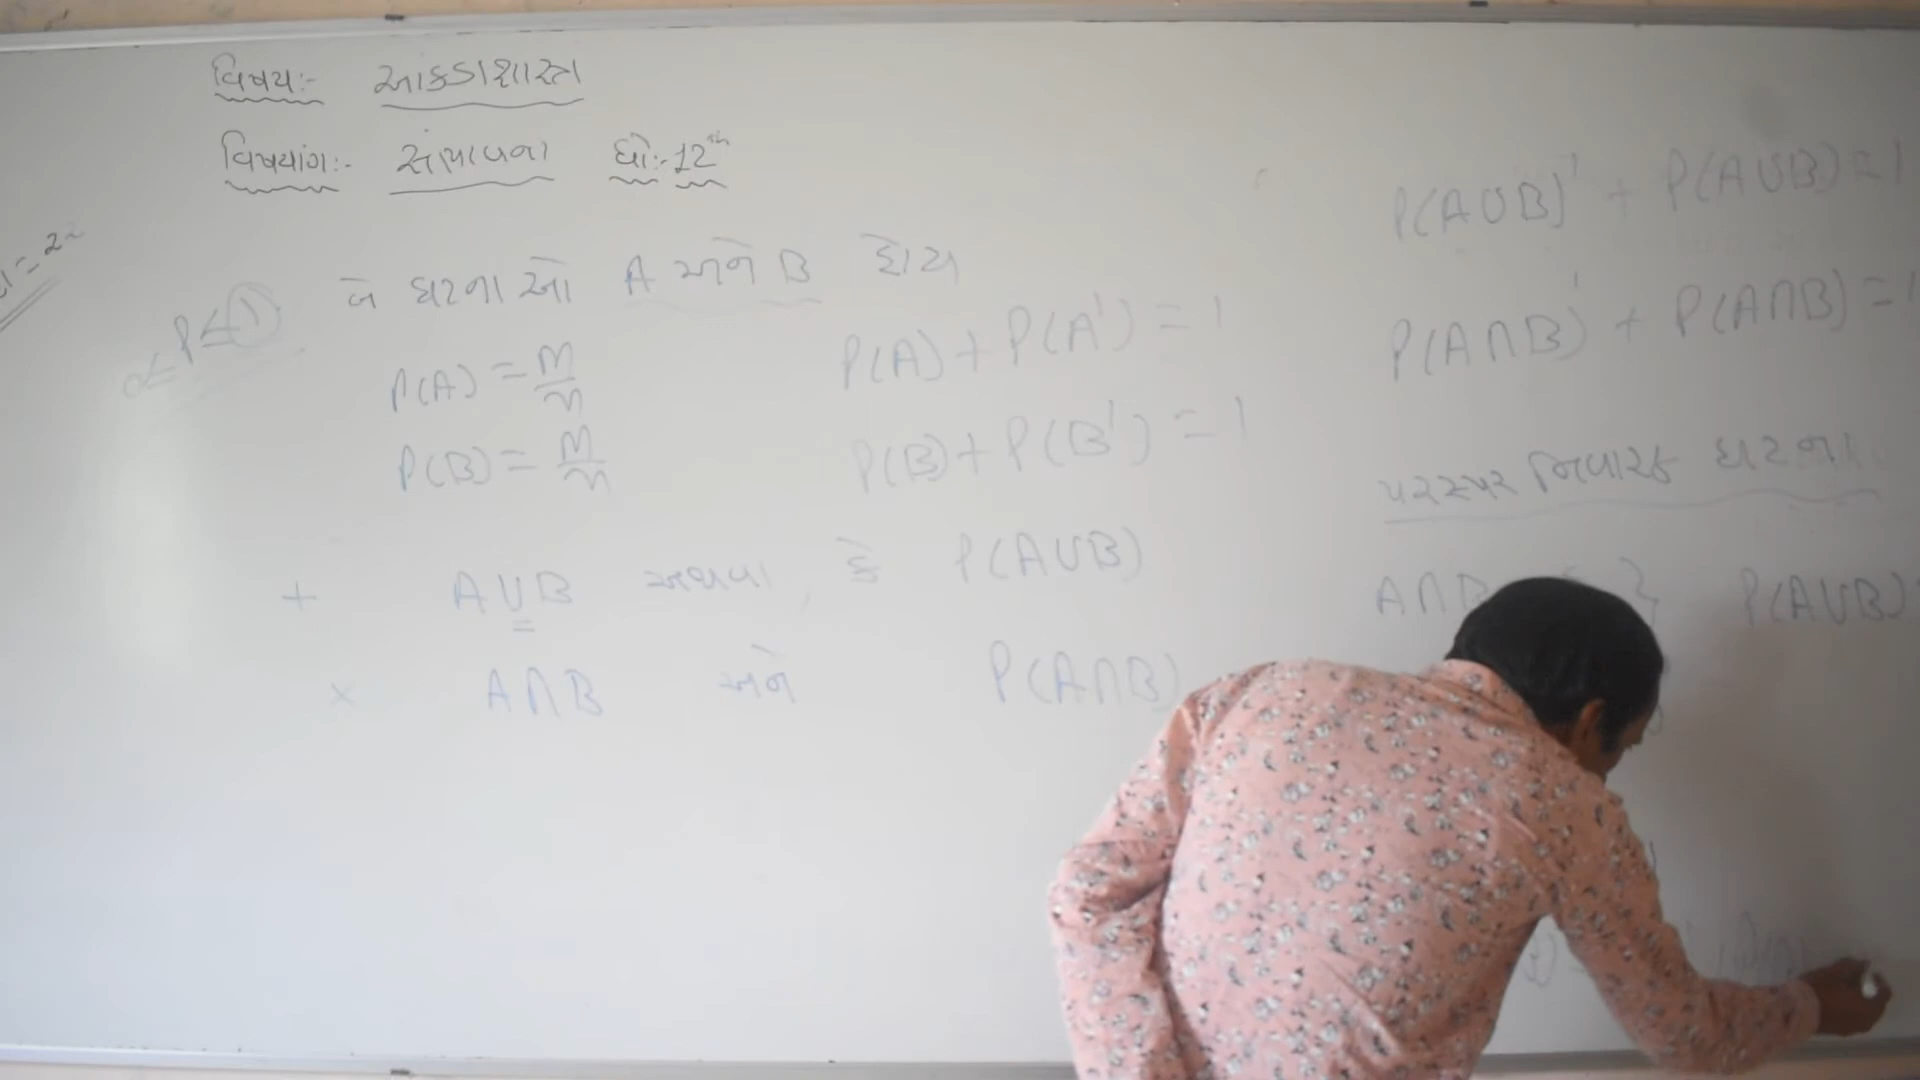 વિષય:- આંકડાશાસ્ત્ર
વિષયાંગ:- સંભાવના ધો:-12th
બે ઘટનાઓ A અને B હોય
P(A) = m/n
P(B) = m/n
P(A) + P(A') = 1
P(B) + P(B') = 1
+ A∪B અથવા, કે P(A∪B)
× A∩B અને P(A∩B)
P(A∪B)' + P(A∪B) = 1
P(A∩B)' + P(A∩B) = 1
પરસ્પર નિવારક ઘટના
P(A∪B)